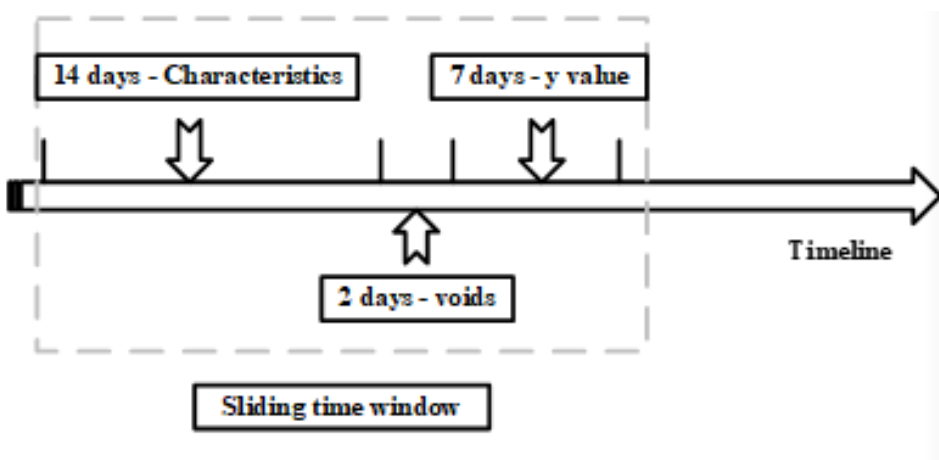 14 days - Characteristics
7 days - y value
Timeline
2 days - voids
Sliding time window